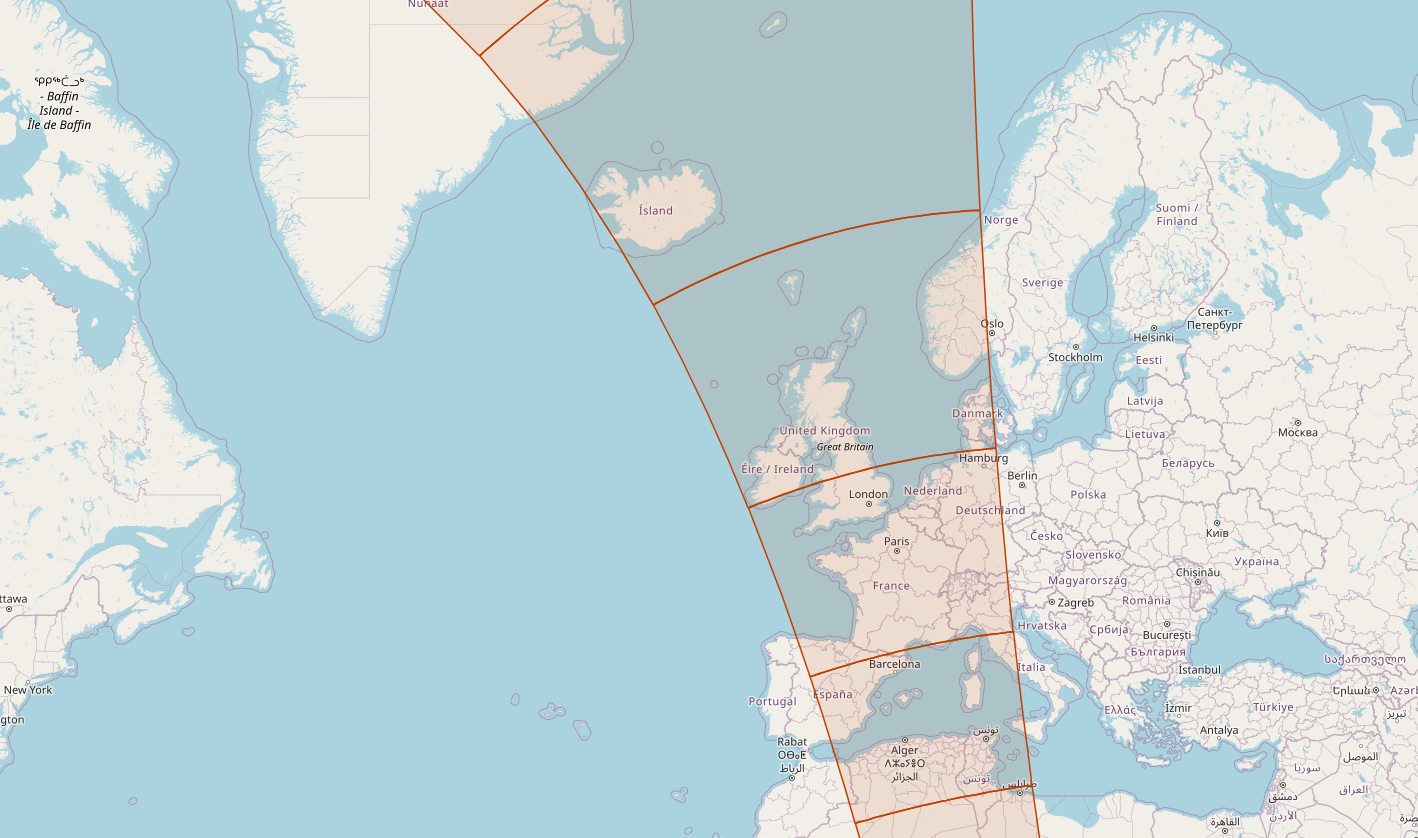 Nunaat
ᕿᑭᖅᑖᓗᒃ
- Baffin
Island -
Île de Baffin
Ísland
Norge
Suomi /
Finland
Sverige
Oslo
Санкт-
Петербург
Helsinki
Stockholm
Eesti
Latvija
Danmark
Москва
United Kingdom
Great Britain
Lietuva
Hamburg
Беларусь
Éire / Ireland
Berlin
London
Nederland
Polska
Deutschland
Київ
Česko
Paris
Slovensko
Україна
Chișinău
Magyarország
France
ttawa
Zagreb
România
Hrvatska
Србија
București
България
საქართველო
Barcelona
Italia
İstanbul
New York
España
Երևան
Azərb
Portugal
Ελλάς
İzmir
Türkiye
تبریز
gton
Antalya
تونس
Rabat
ⵔⴱⴰⵟ
الرباط
Alger
ⴷⵣⴰⵢⴻⵔ
الجزائر
الموصل
سوريا
تونس
طرابلس
العراق
دمشق
الأردن
القاهرة